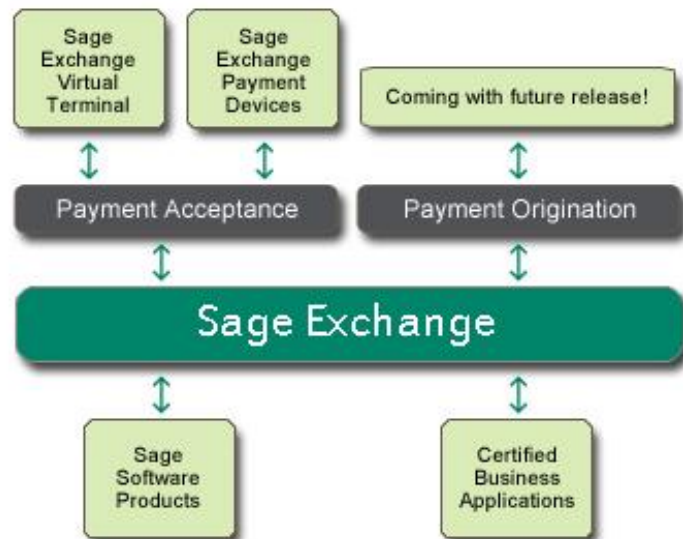 Sage
Exchange
Virtual
Terminal
Sage
Exchange
Payment
Devices
Coming with future release!
Payment Acceptance
Payment Origination
Sage Exchange
Sage
Software
Products
Certified
Business
Applications